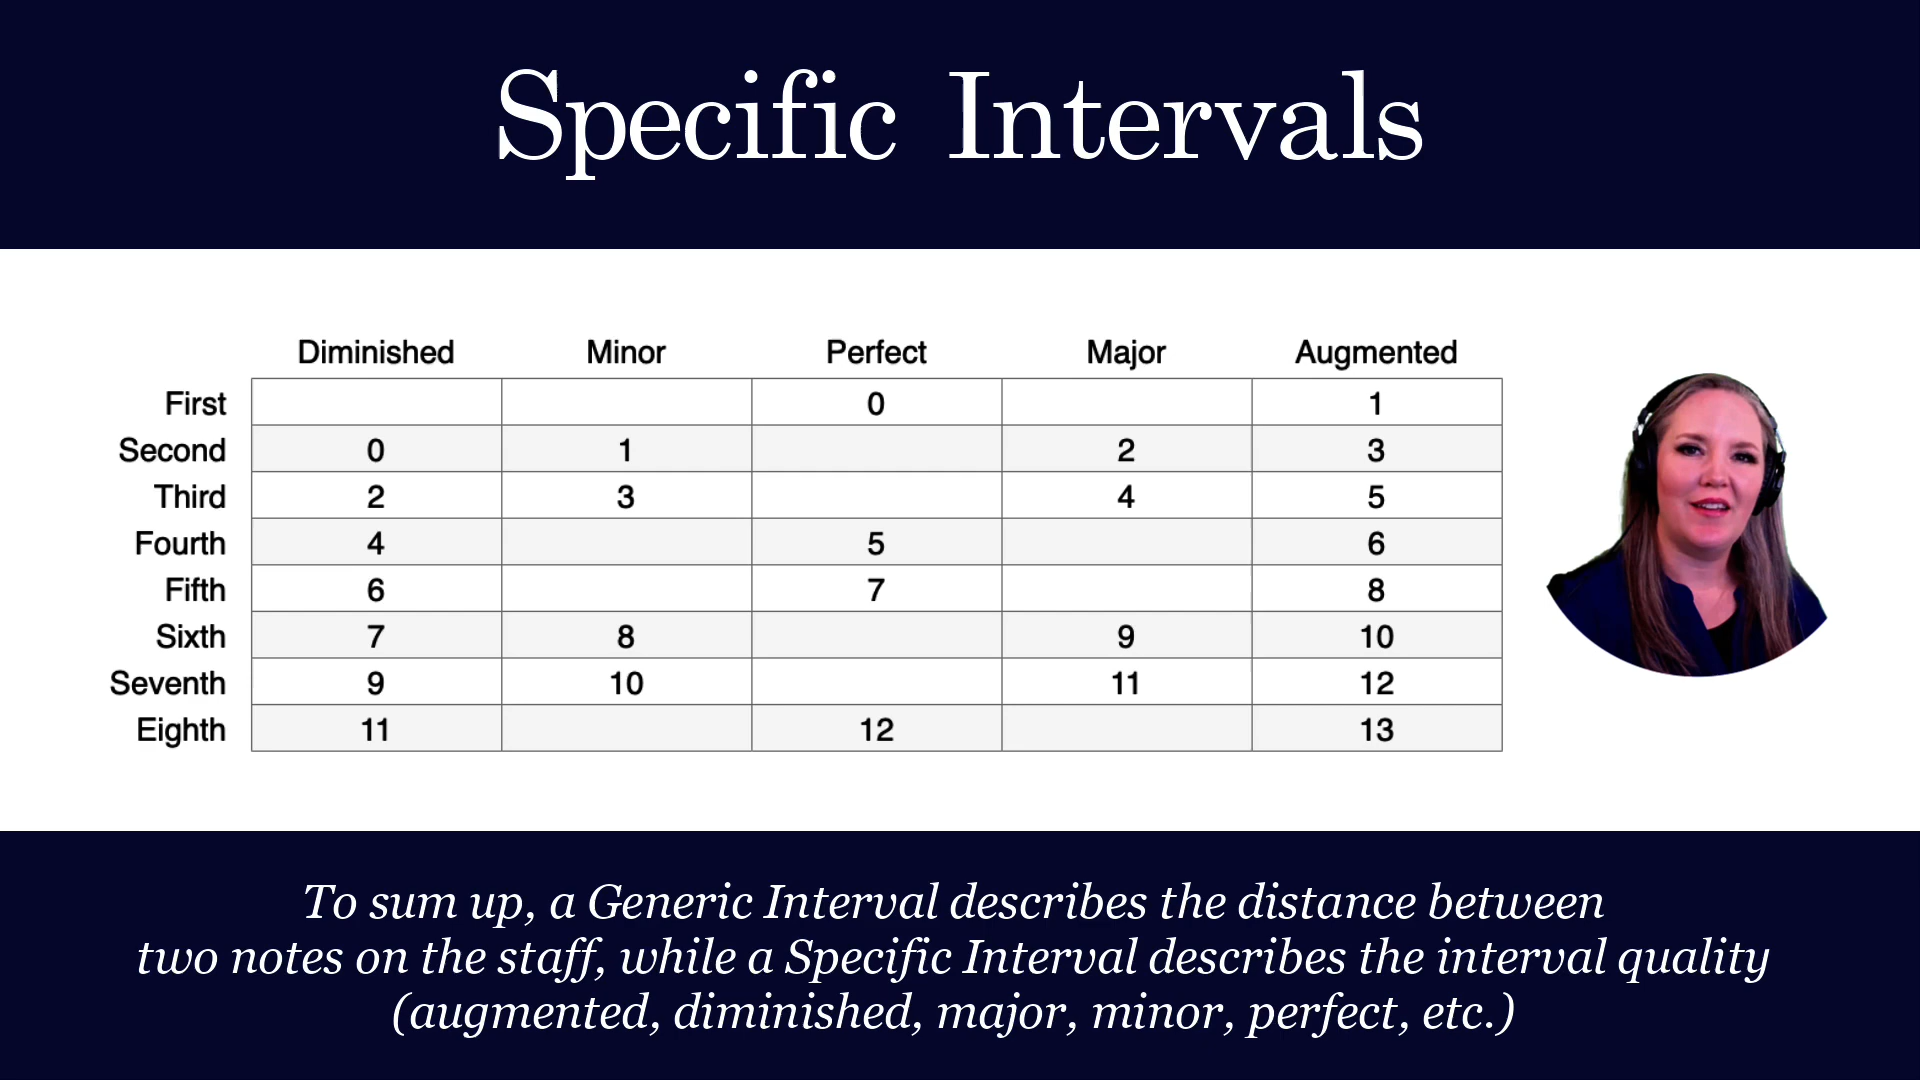 Specific Intervals
Diminished Minor Perfect Major Augmented
First 0 1
Second 0 1 2 3
Third 2 3 4 5
Fourth 4 5 6
Fifth 6 7 8
Sixth 7 8 9 10
Seventh 9 10 11 12
Eighth 11 12 13
To sum up, a Generic Interval describes the distance between
two notes on the staff, while a Specific Interval describes the interval quality
(augmented, diminished, major, minor, perfect, etc.)